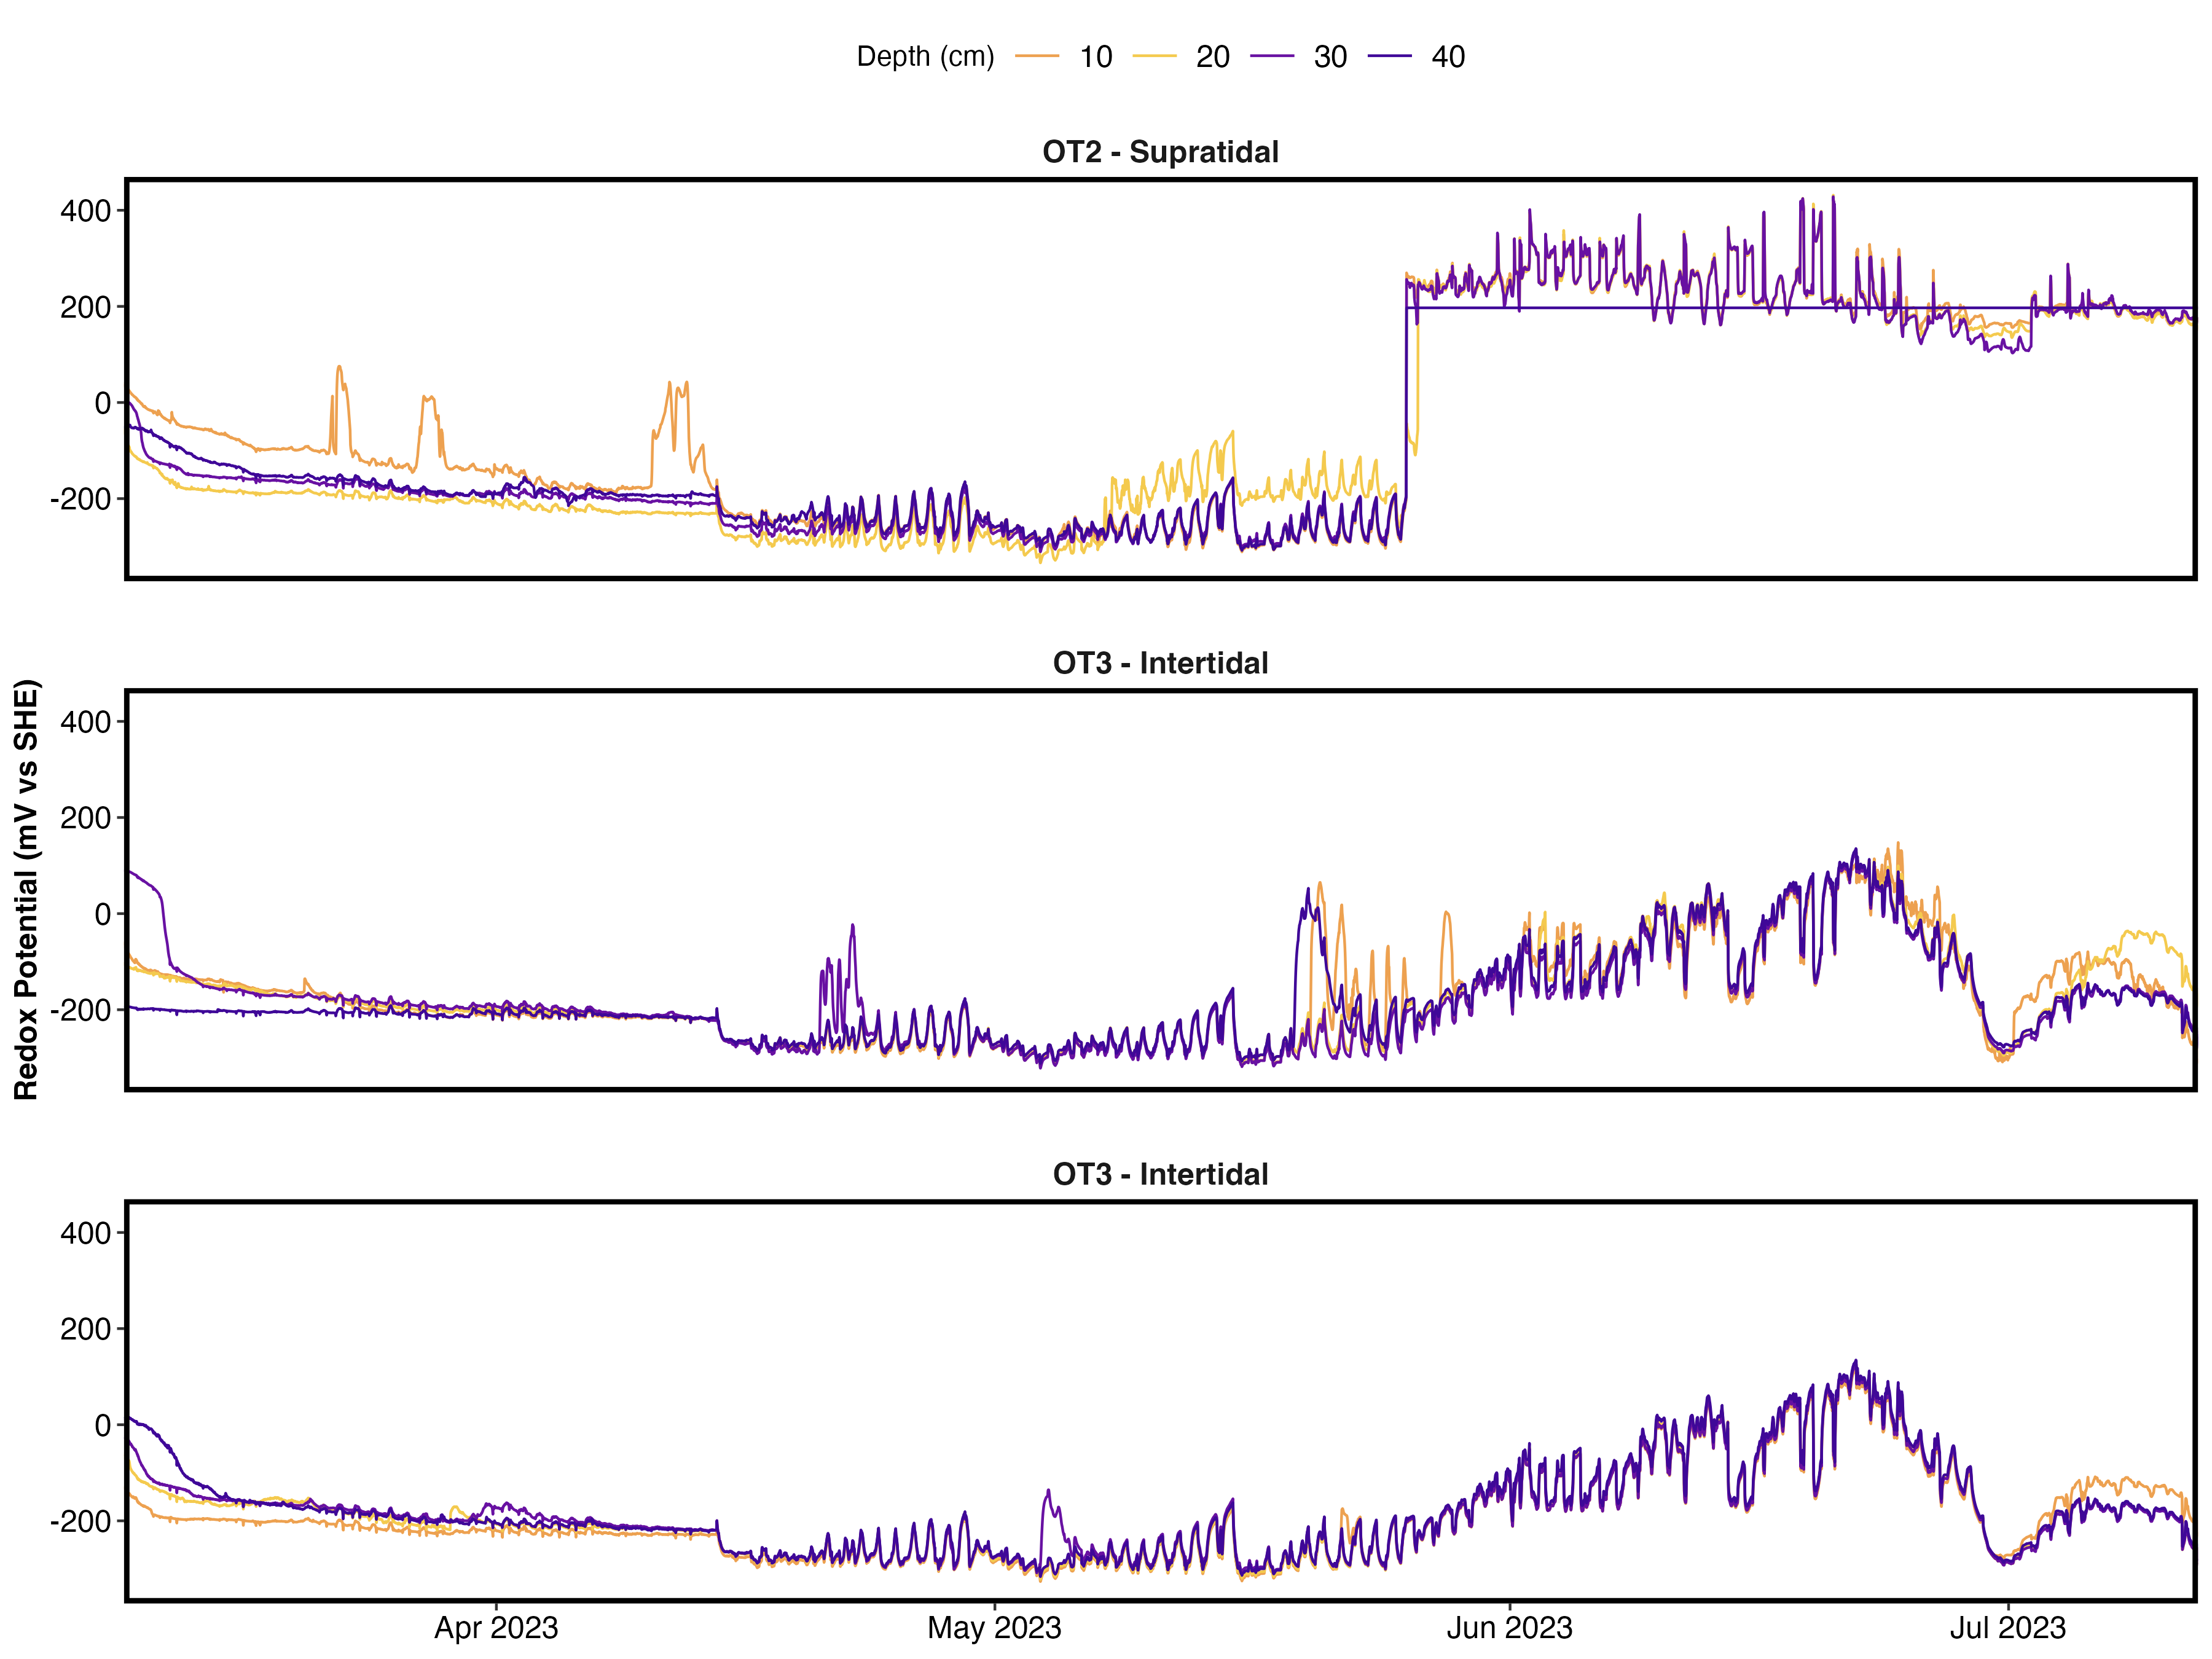 Depth (cm) 10 20 30 40
OT2 - Supratidal
400
200
0
-200
OT3 - Intertidal
400
200
0
-200
Redox Potential (mV vs SHE)
OT3 - Intertidal
400
200
0
-200
Apr 2023 May 2023 Jun 2023 Jul 2023